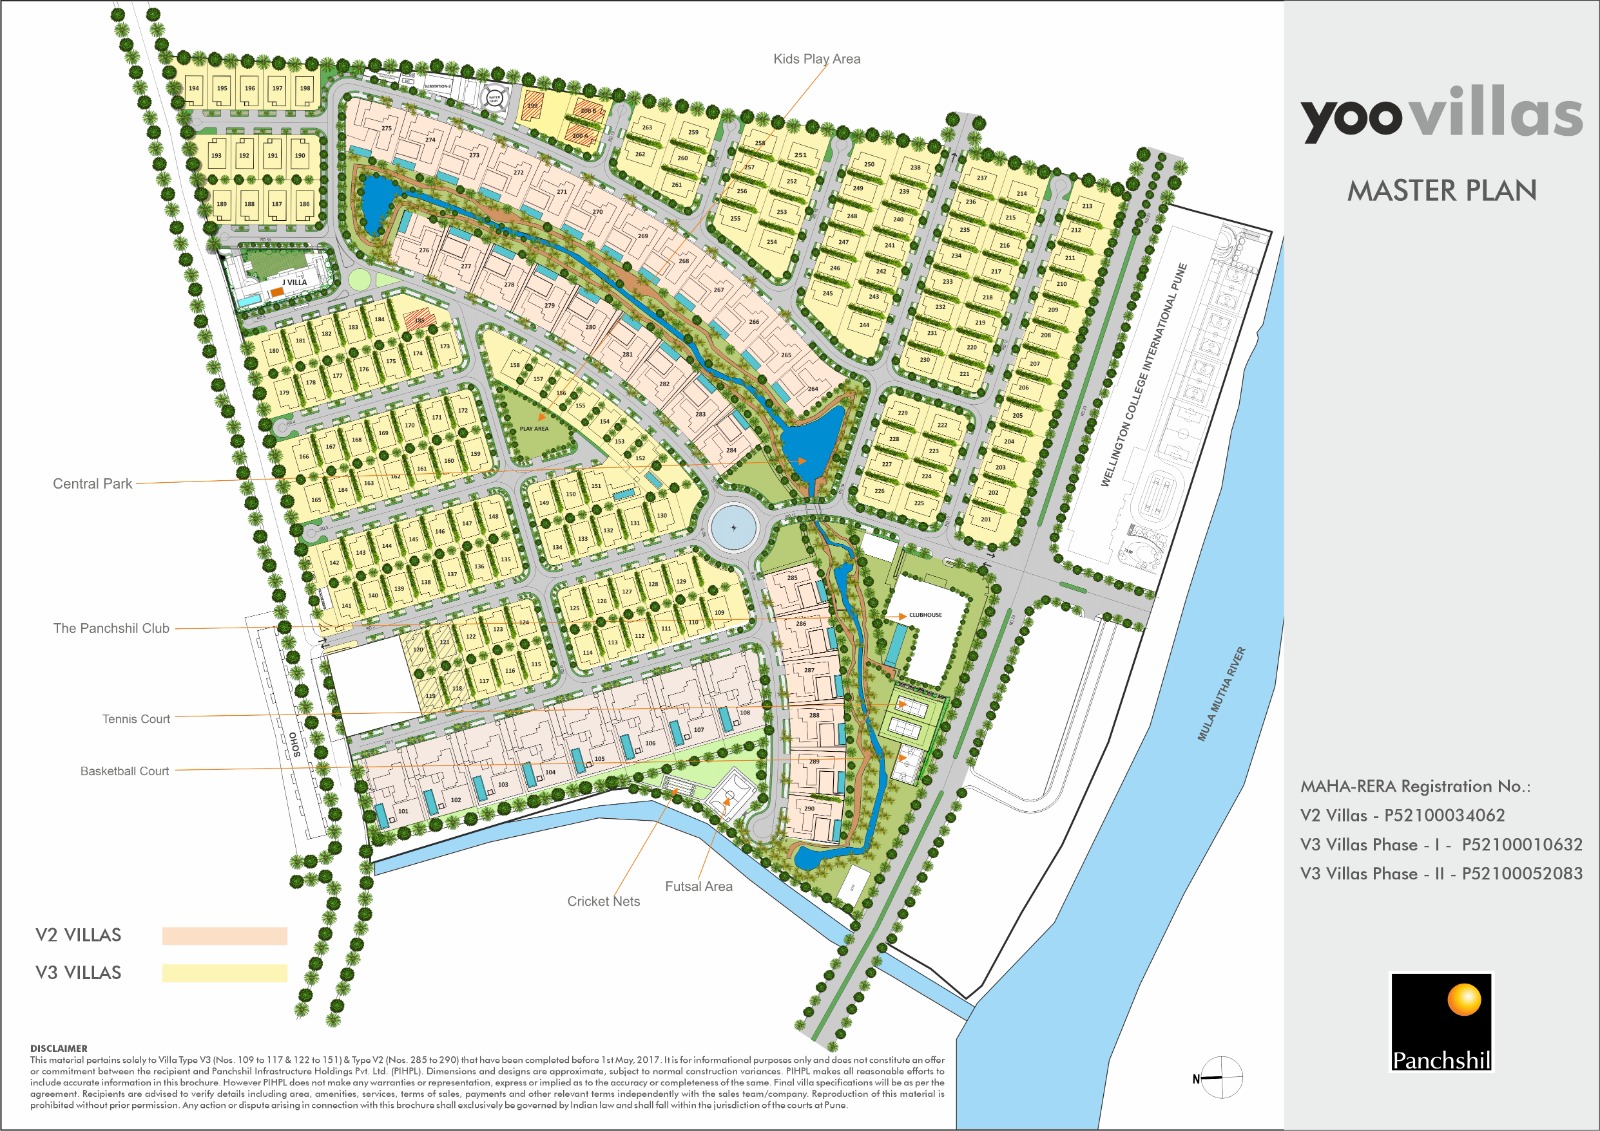 Kids Play Area
yoo villas
MASTER PLAN
194 195 196 197 198
193 192 191 190
189 188 187 186
J VILLA
275 274 273 272 271 270 269 268 267 266 265 264
276 277 278 279 280 281 282 283 284
263 259
262 260
261
258 251
257 252
256 253
255 254
250 238
249 239
248 240
247 241
246 242
245 243
244
237 214
236 215
235 216
234 217
218
232 219
231 220
230 221
213
212
211
210
209
208
207
206
205
204
203
202
201
229 222
228 223
227 224
226 225
180 181 182 183 184
179 178 177 176 175 174 173
158 157 156 155 154 153 152
PLAY AREA
166 167 168 169 170 171 172
165 184 163 162 161 160 159
149 150 151
134 133 132 131 130
142 143 144 145 146 147 148
141 140 139 138 137 136 135
125 126 127 128 129
114 113 112 111 110 109
120 121 122 123 124
119 118 117 116 115
101 102 103 104 105 106 107 108
285
286
287
288
289
290
CLUBHOUSE
WELLINGTON COLLEGE INTERNATIONAL PUNE
MULA MUTHA RIVER
SOHO
Central Park
The Panchshil Club
Tennis Court
Basketball Court
Cricket Nets
Futsal Area
V2 VILLAS
V3 VILLAS
MAHA-RERA Registration No.:
V2 Villas - P52100034062
V3 Villas Phase - I - P52100010632
V3 Villas Phase - II - P52100052083
Panchshil
N
DISCLAIMER
This material pertains solely to Villa Type V3 (Nos. 109 to 117 & 122 to 151) & Type V2 (Nos. 285 to 290) that have been completed before 1st May, 2017. It is for informational purposes only and does not constitute an offer
or commitment between the recipient and Panchshil Infrastructure Holdings Pvt. Ltd. (PIHPL). Dimensions and designs are approximate, subject to normal construction variances. PIHPL makes all reasonable efforts to
include accurate information in this brochure. However PIHPL does not make any warranties or representation, express or implied as to the accuracy or completeness of the same. Final villa specifications will be as per the
agreement. Recipients are advised to verify details including area, amenities, services, terms of sales, payments and other relevant terms independently with the sales team/company. Reproduction of this material is
prohibited without prior permission. Any action or dispute arising in connection with this brochure shall exclusively be governed by Indian law and shall fall within the jurisdiction of the courts at Pune.